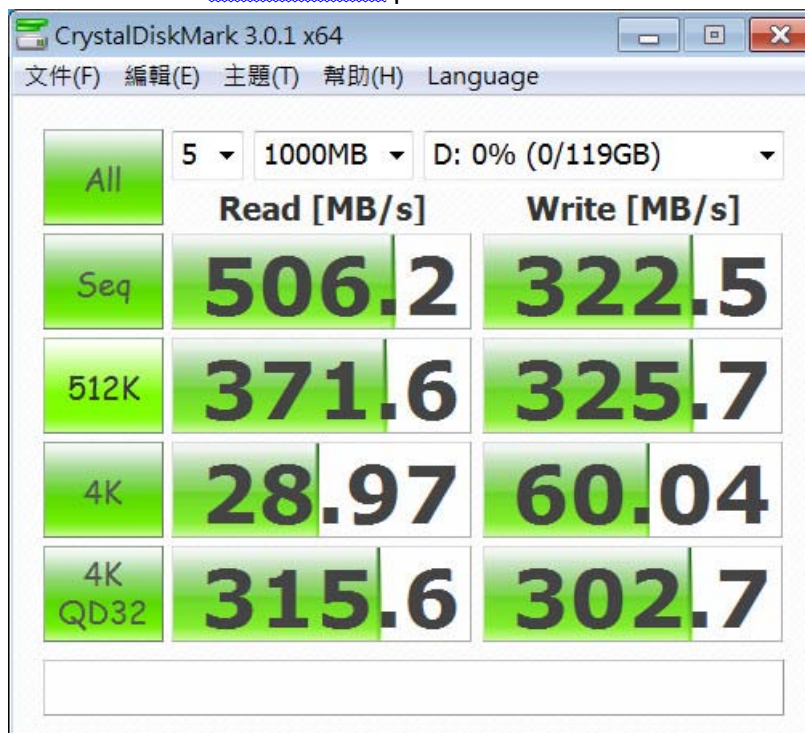 CrystalDiskMark 3.0.1 x64
文件(F) 編輯(E) 主題(T) 幫助(H) Language
All 5 1000MB D: 0% (0/119GB)
Read [MB/s] Write [MB/s]
Seq 506.2 322.5
512K 371.6 325.7
4K 28.97 60.04
4K QD32 315.6 302.7